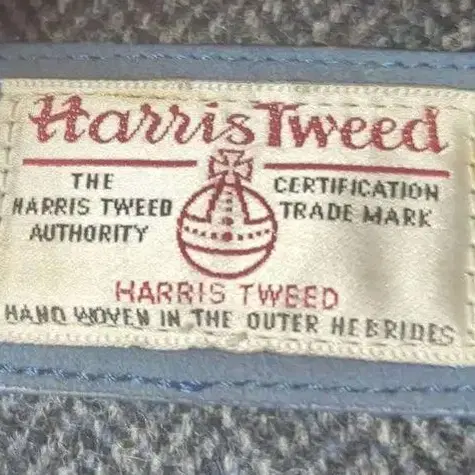 Harris Tweed
THE CERTIFICATION
HARRIS TWEED TRADE MARK
AUTHORITY
HARRIS TWEED
HAND WOVEN IN THE OUTER HEBRIDES